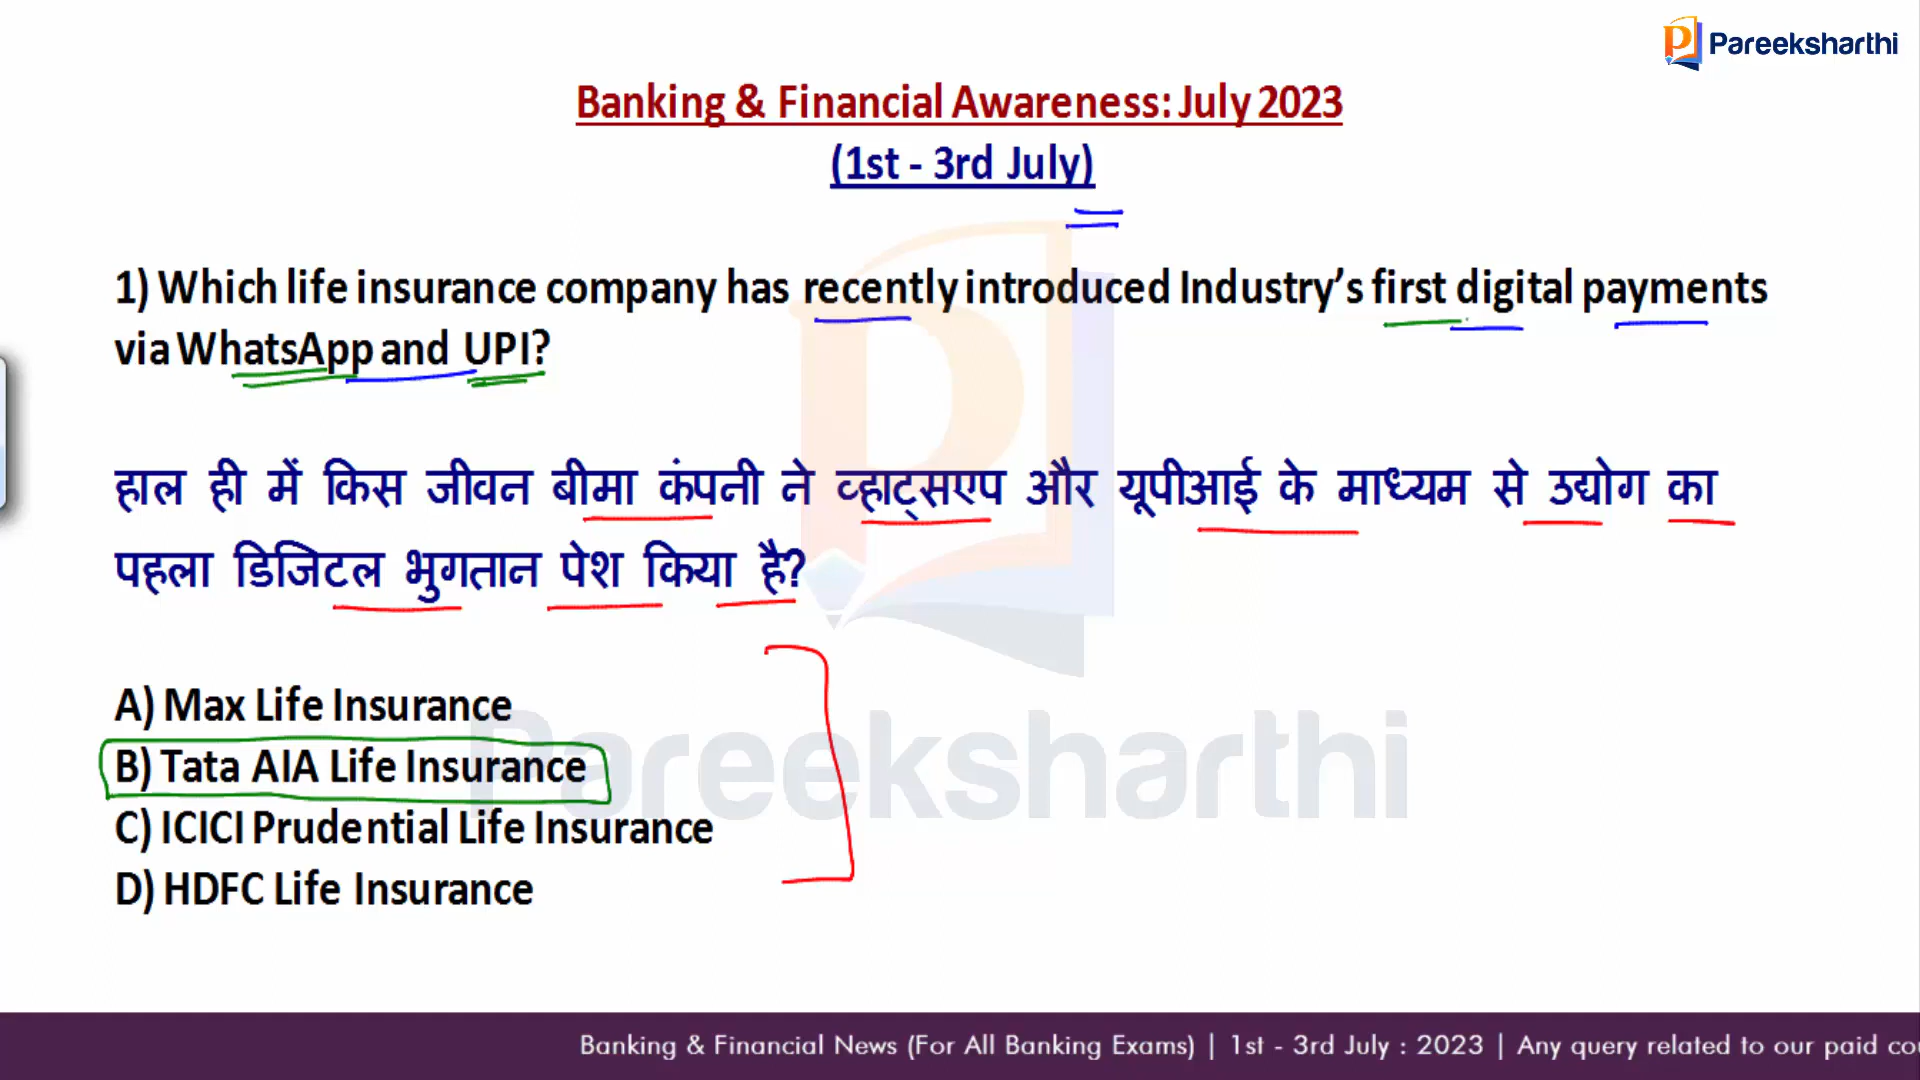 Pareeksharthi
Banking & Financial Awareness: July 2023
(1st - 3rd July)
1) Which life insurance company has recently introduced Industry’s first digital payments
via WhatsApp and UPI?
हाल ही में किस जीवन बीमा कंपनी ने व्हाट्सएप और यूपीआई के माध्यम से उद्योग का
पहला डिजिटल भुगतान पेश किया है?
A) Max Life Insurance
B) Tata AIA Life Insurance
C) ICICI Prudential Life Insurance
D) HDFC Life Insurance
Pareeksharthi
Banking & Financial News (For All Banking Exams) | 1st - 3rd July : 2023 | Any query related to our paid